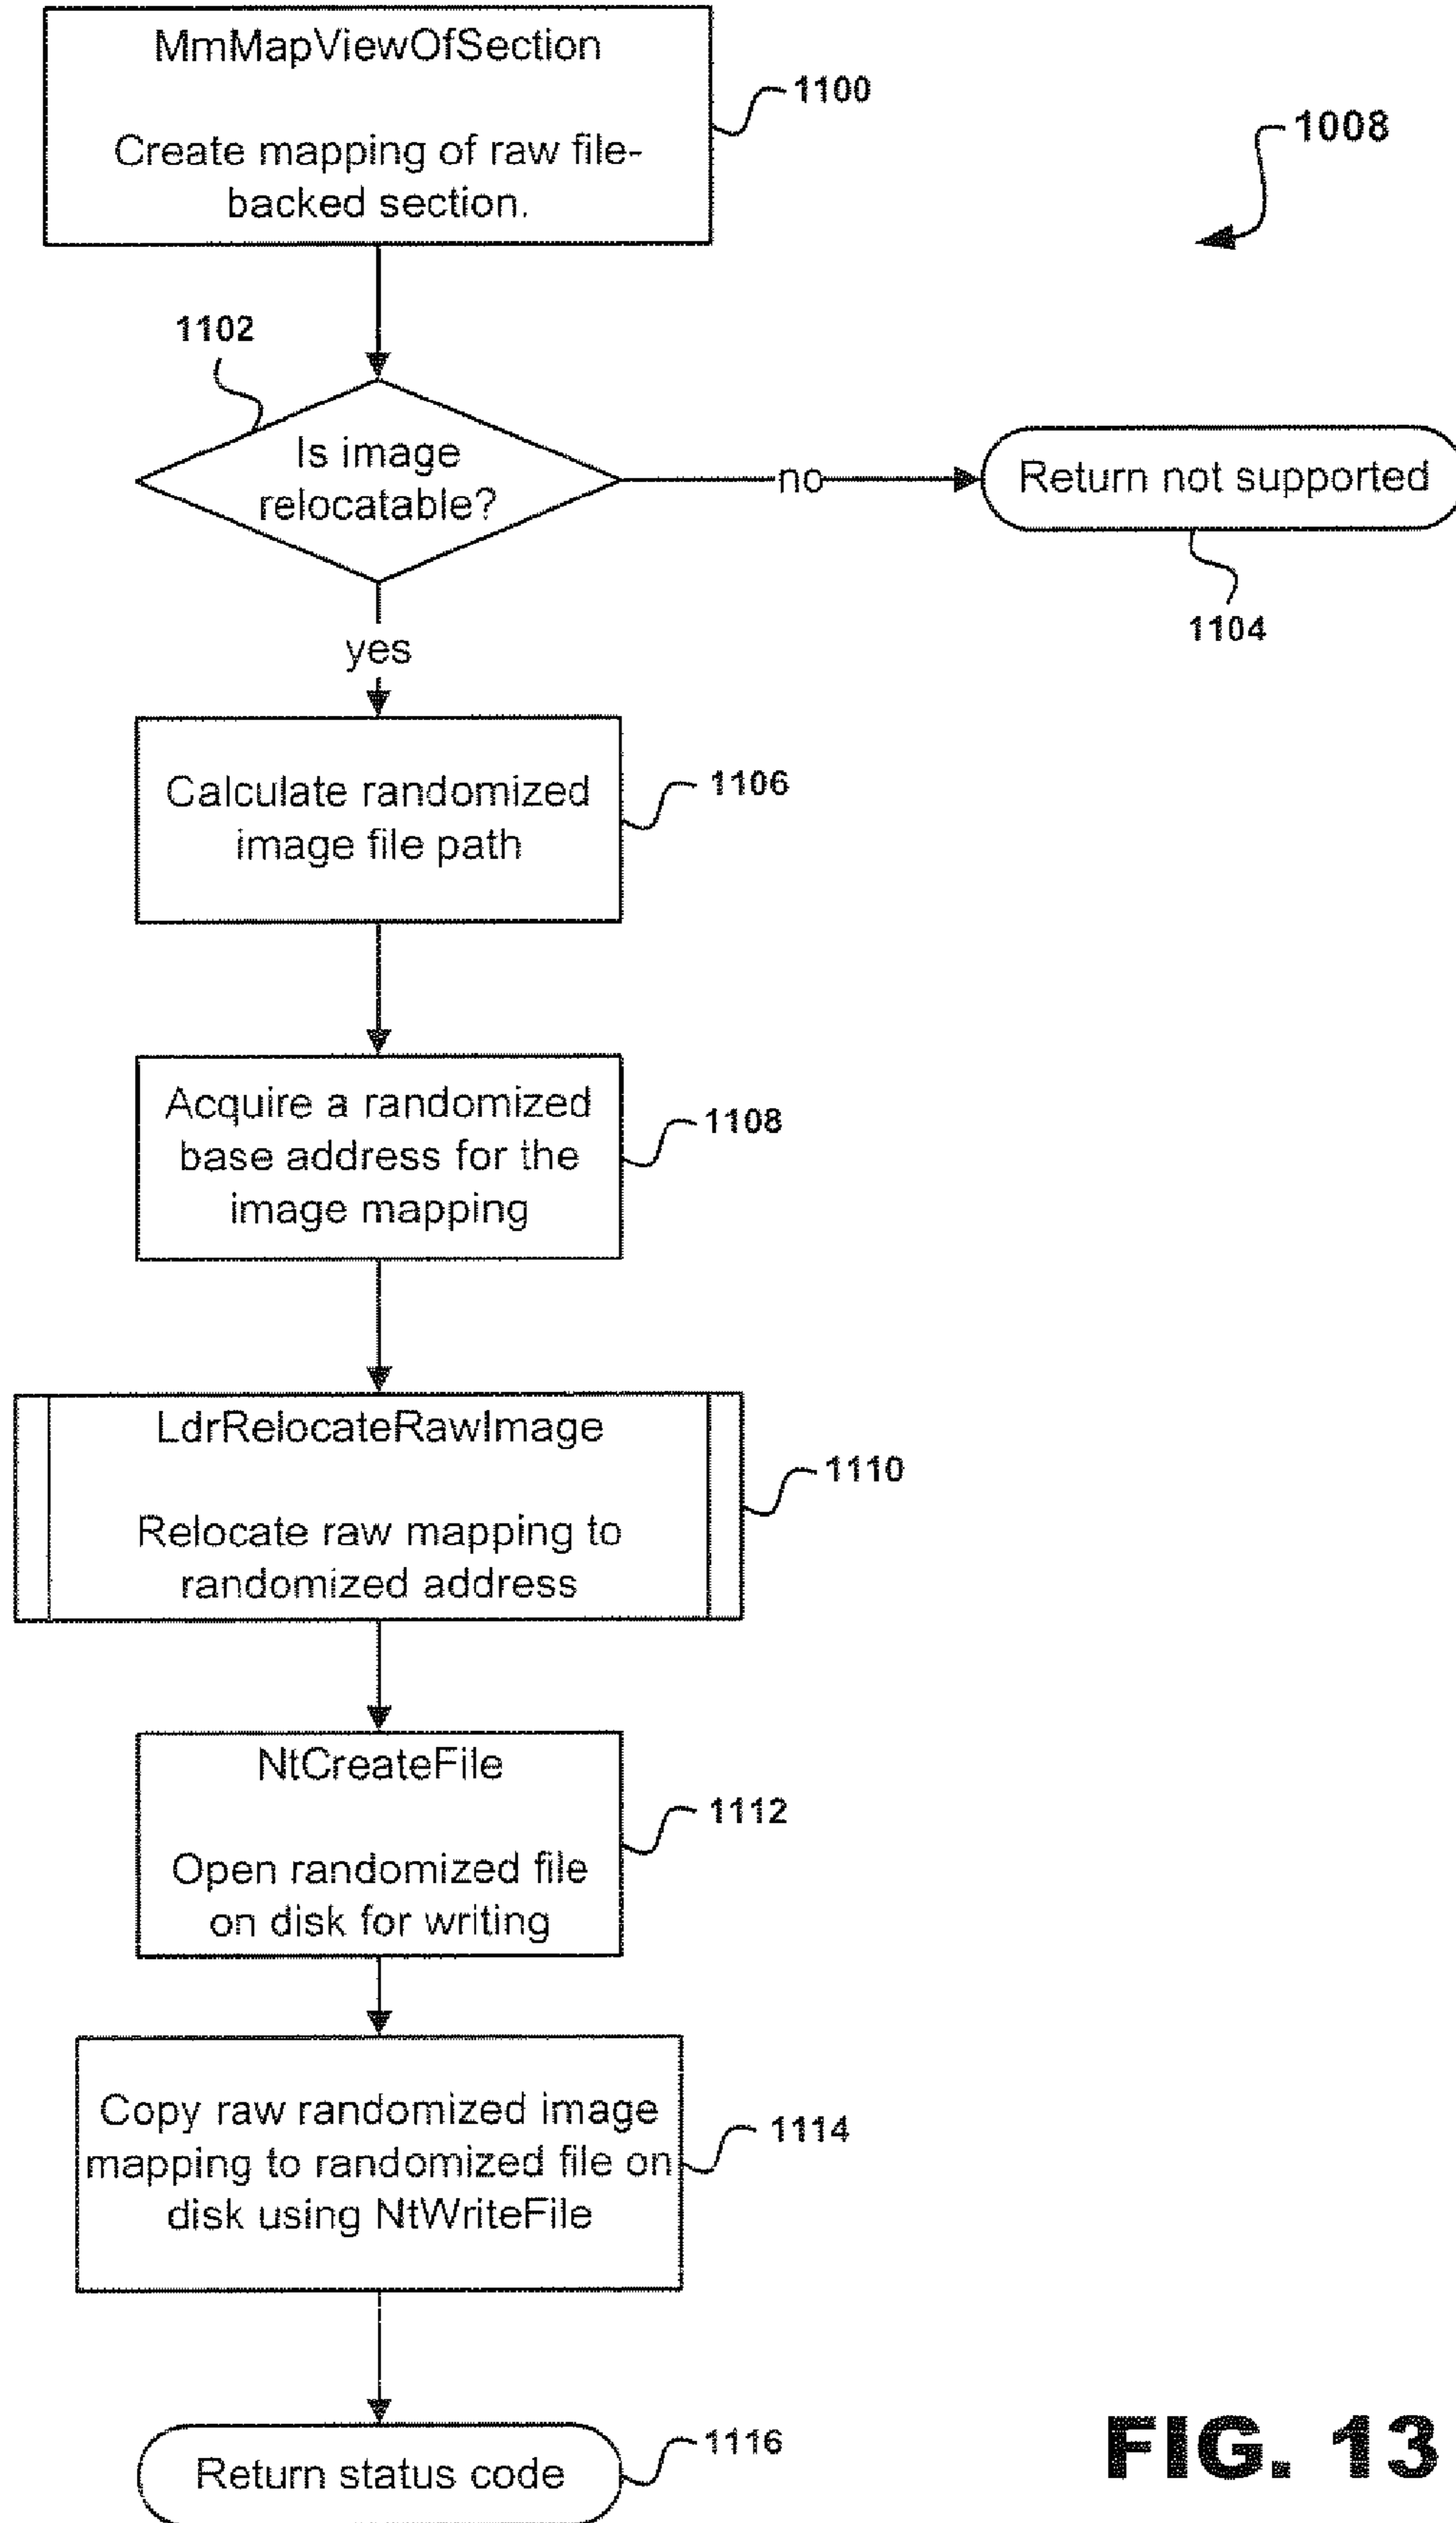 MmMapViewOfSection
Create mapping of raw file-
backed section.
1100
1008
1102
Is image
relocatable?
no
Return not supported
1104
yes
Calculate randomized
image file path
1106
Acquire a randomized
base address for the
image mapping
1108
LdrRelocateRawImage
Relocate raw mapping to
randomized address
1110
NtCreateFile
Open randomized file
on disk for writing
1112
Copy raw randomized image
mapping to randomized file on
disk using NtWriteFile
1114
Return status code
1116
FIG. 13